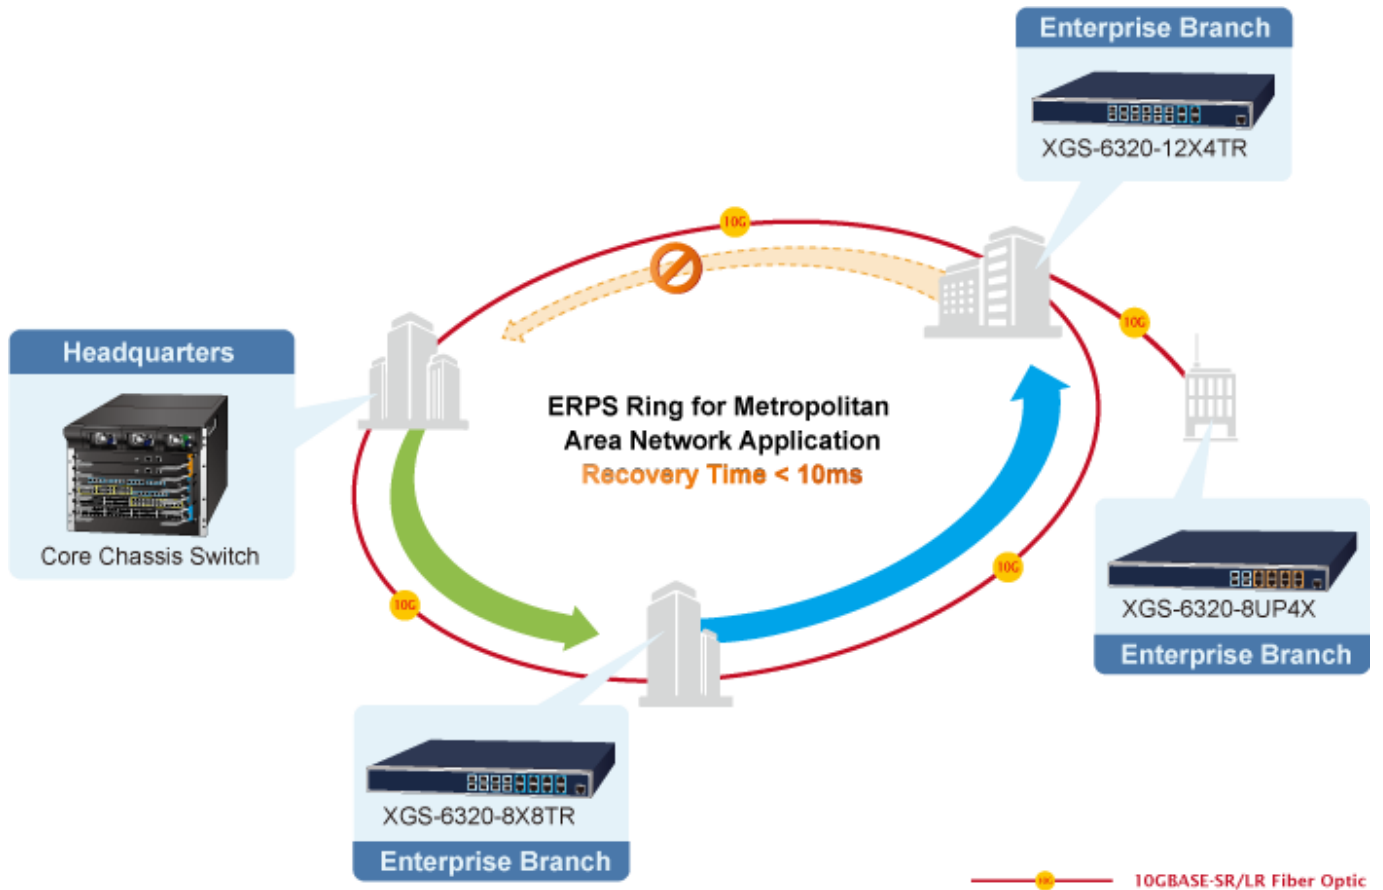 Enterprise Branch
XGS-6320-12X4TR
10G
10G
Headquarters
Core Chassis Switch
ERPS Ring for Metropolitan
Area Network Application
Recovery Time < 10ms
10G
10G
XGS-6320-8UP4X
Enterprise Branch
XGS-6320-8X8TR
Enterprise Branch
10G
10GBASE-SR/LR Fiber Optic